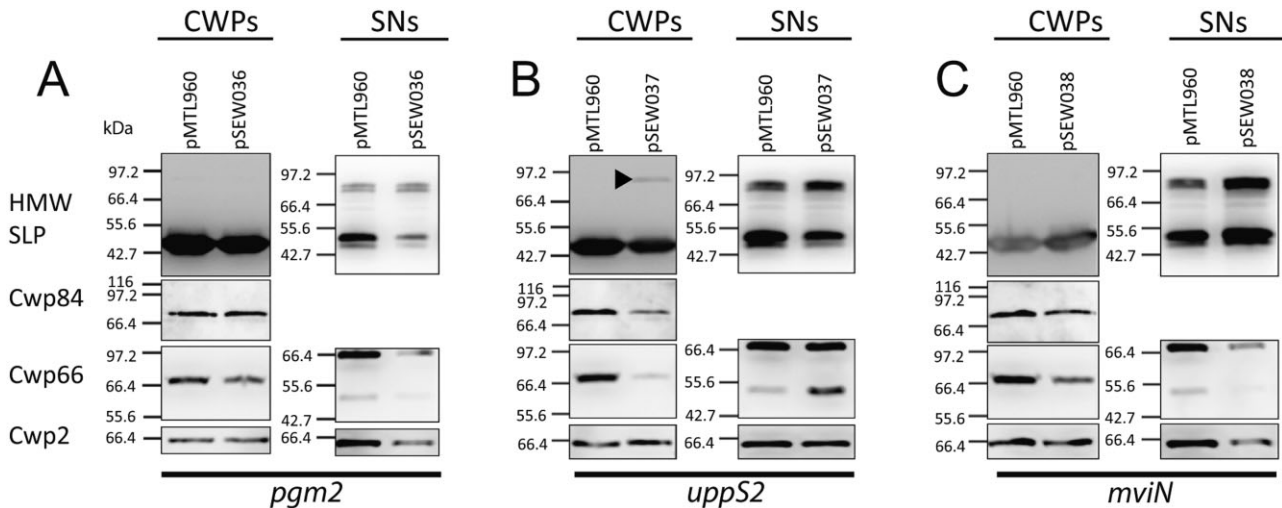 CWPs SNs CWPs SNs CWPs SNs
A B C
pMTL960 pSEW036 pMTL960 pSEW036 pMTL960 pSEW037 pMTL960 pSEW037 pMTL960 pSEW038 pMTL960 pSEW038
kDa
HMW
SLP
97.2 97.2 97.2 97.2 97.2 97.2
66.4 66.4 66.4 66.4 66.4 66.4
55.6 55.6 55.6 55.6 55.6 55.6
42.7 42.7 42.7 42.7 42.7 42.7
Cwp84
116 116 116
97.2 97.2 97.2
66.4 66.4 66.4
Cwp66
97.2 66.4 97.2 66.4 97.2 66.4
66.4 55.6 66.4 55.6 66.4 55.6
55.6 42.7 55.6 42.7 55.6 42.7
Cwp2
66.4 66.4 66.4 66.4 66.4 66.4
pgm2 uppS2 mviN